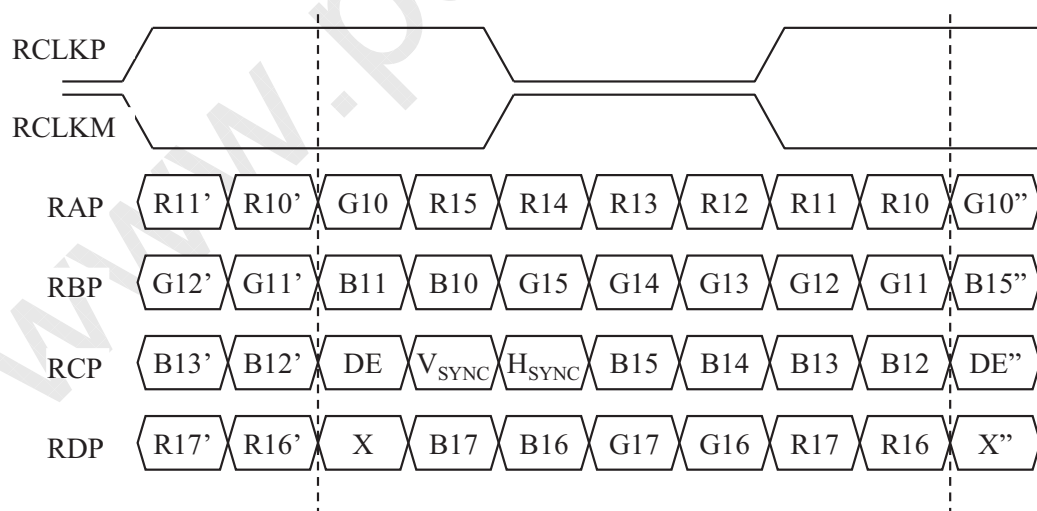 www.p
RCLKP
RCLKM
RAP R11’ R10’ G10 R15 R14 R13 R12 R11 R10 G10”
RBP G12’ G11’ B11 B10 G15 G14 G13 G12 G11 B15”
RCP B13’ B12’ DE VSYNC HSYNC B15 B14 B13 B12 DE”
RDP R17’ R16’ X B17 B16 G17 G16 R17 R16 X”